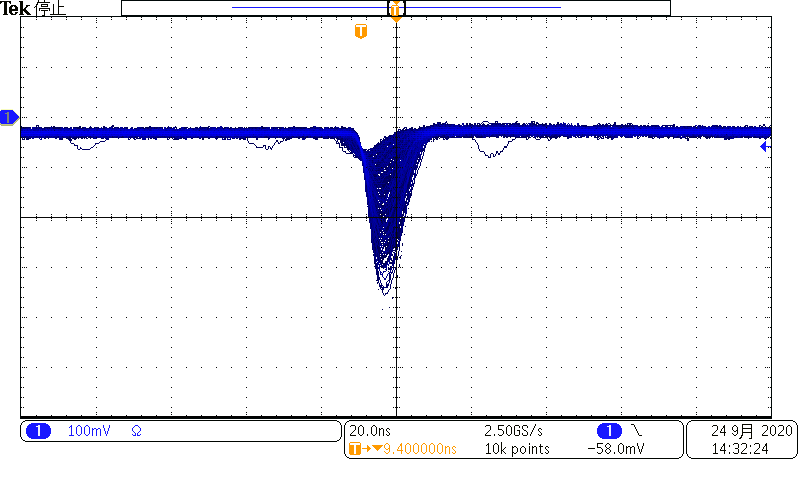 Tek 停止
T
T
1
1 100mV Ω
20.0ns 2.50GS/s 1 -58.0mV
T→▼9.400000ns 10k points
24 9月 2020
14:32:24